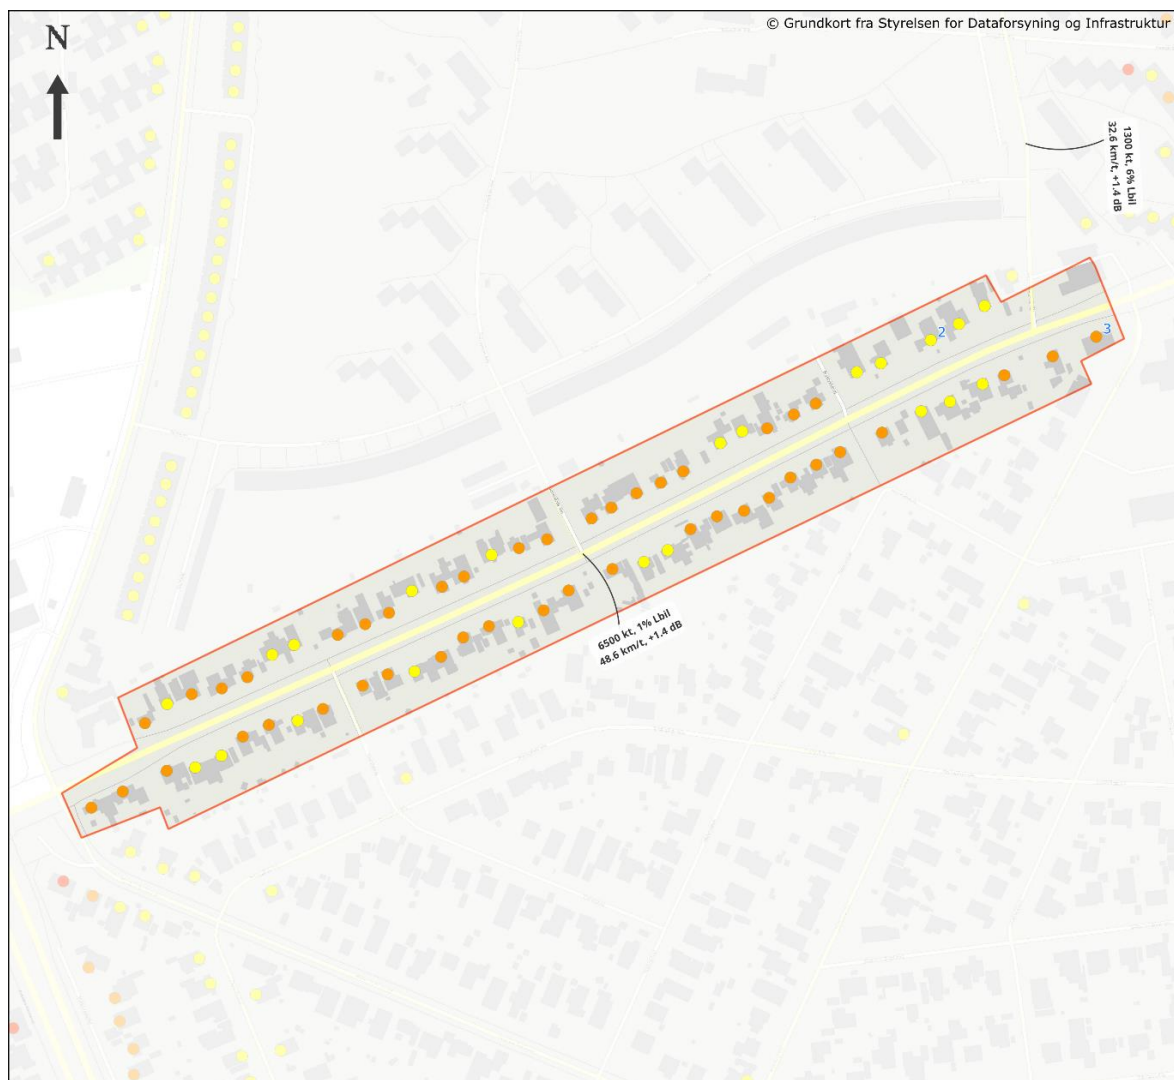 © Grundkort fra Styrelsen for Dataforsyning og Infrastruktur
N
1300 kt, 6% Lbil
32.6 km/t, +1.4 dB
2
3
6500 kt, 1% Lbil
48.6 km/t, +1.4 dB